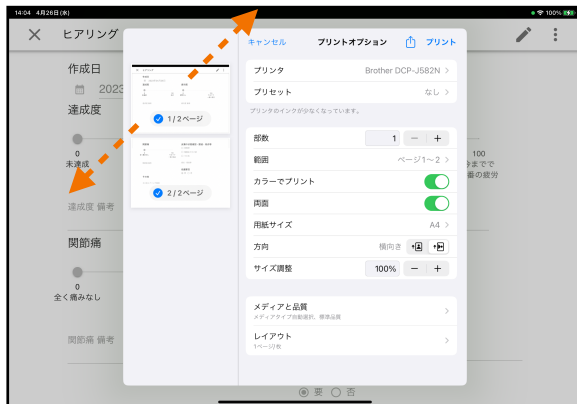 14:04 4月26日(水)
100%
ヒアリング
キャンセル
プリントオプション
プリント
作成日
2023
達成度
0
未達成
達成度 備考
関節痛
0
全く痛みなし
関節痛 備考
1 / 2 ページ
2 / 2 ページ
プリンタ
Brother DCP-J582N
プリセット
なし
プリンタのインクが少なくなっています。
部数
1
範囲
ページ1〜2
カラーでプリント
両面
用紙サイズ
A4
方向
横向き
サイズ調整
100%
メディアと品質
メディアタイプ自動選択、標準品質
レイアウト
1ページ/枚
100
今までで
番の疲労
要
否